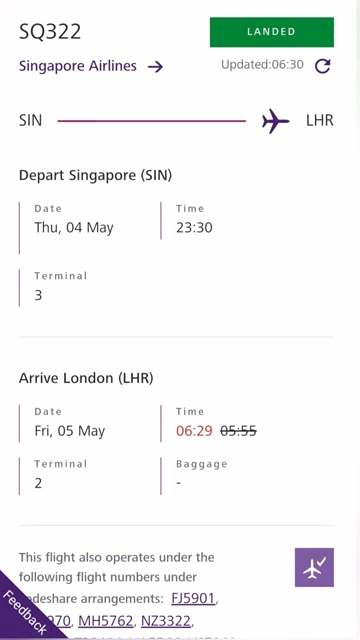 SQ322
LANDED
Singapore Airlines
Updated:06:30
SIN
LHR
Depart Singapore (SIN)
Date
Time
Thu, 04 May
23:30
Terminal
3
Arrive London (LHR)
Date
Time
Fri, 05 May
06:29 05:55
Terminal
Baggage
2
-
This flight also operates under the
following flight numbers under
codeshare arrangements: FJ5901,
970, MH5762, NZ3322,
Feedback